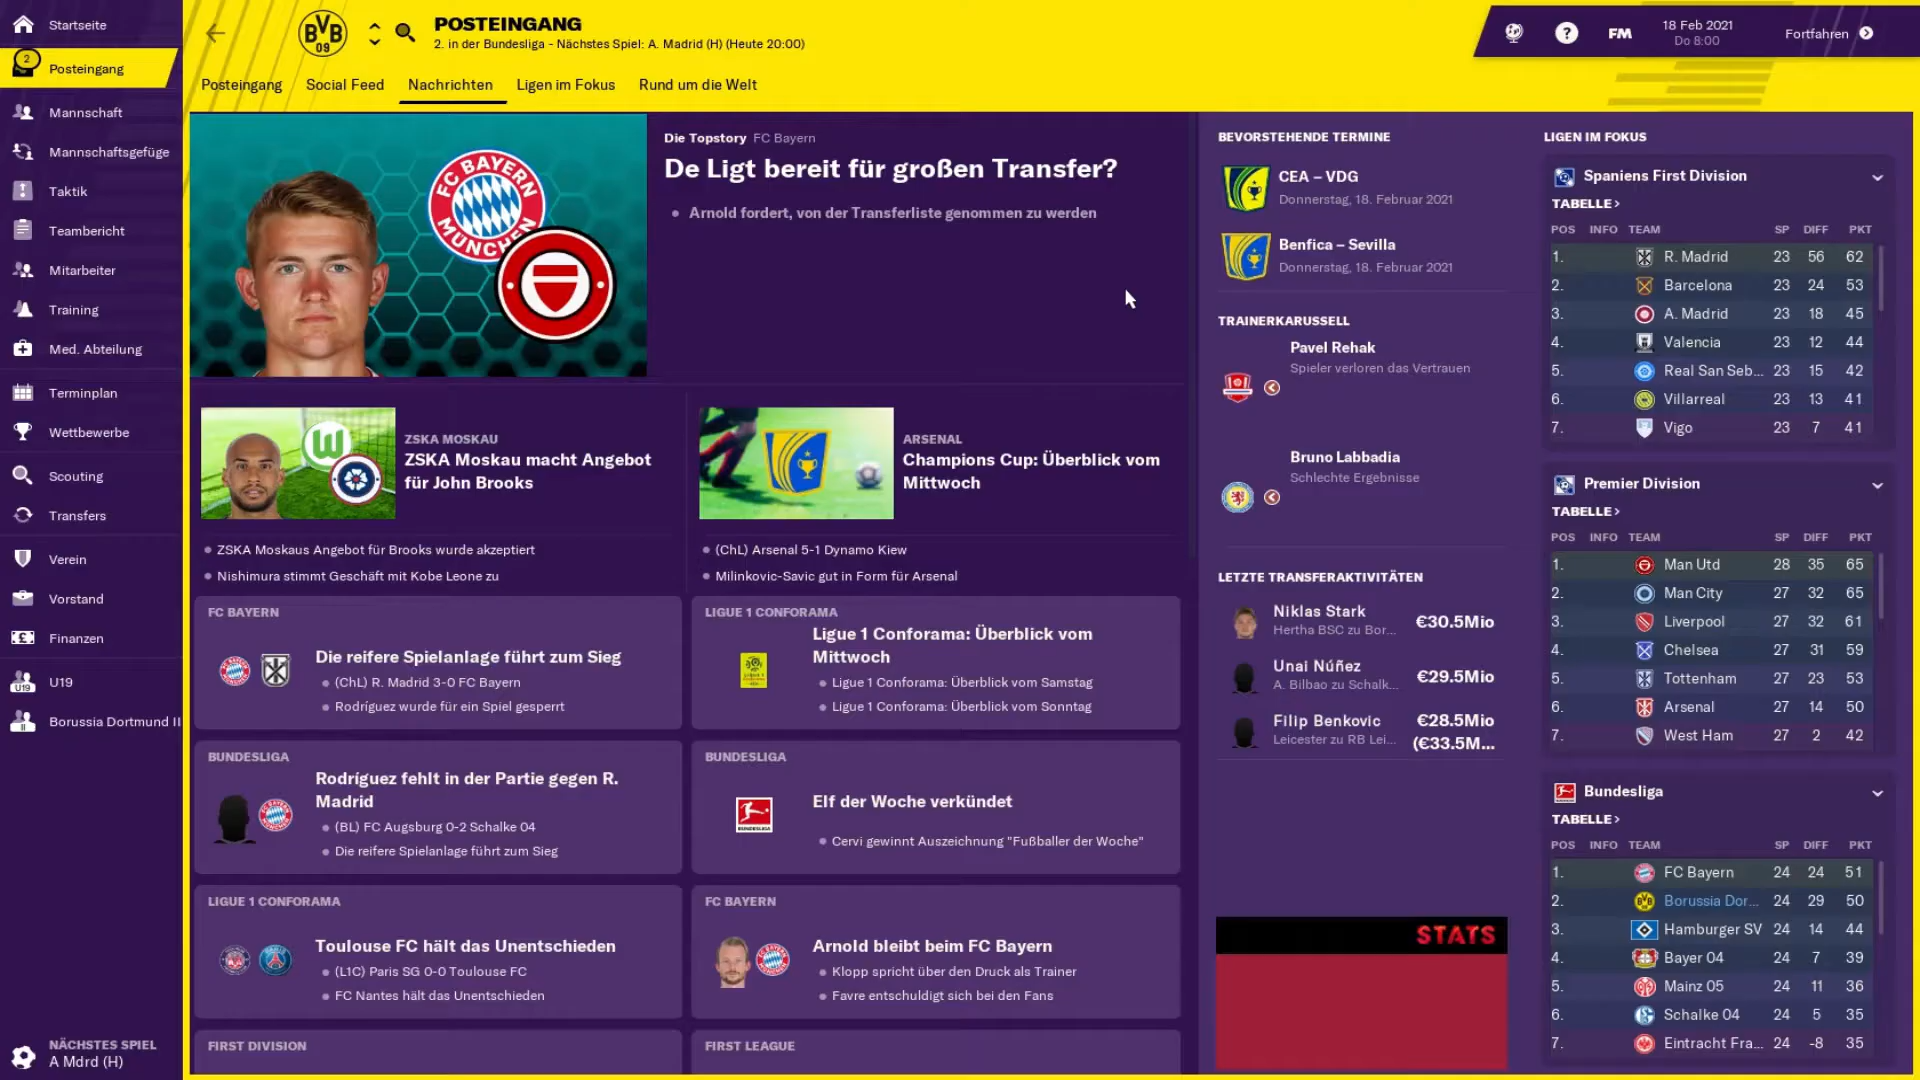 Startseite
2
Posteingang
Mannschaft
Mannschaftsgefüge
Taktik
Teambericht
Mitarbeiter
Training
Med. Abteilung
Terminplan
Wettbewerbe
Scouting
Transfers
Verein
Vorstand
Finanzen
U19
U19
Borussia Dortmund II
NÄCHSTES SPIEL
A Mdrd (H)
BVB
09
POSTEINGANG
2. in der Bundesliga - Nächstes Spiel: A. Madrid (H) (Heute 20:00)
?
FM
18 Feb 2021
Do 8:00
Fortfahren
Posteingang
Social Feed
Nachrichten
Ligen im Fokus
Rund um die Welt
FC BAYERN
MÜNCHEN
Die Topstory FC Bayern
De Ligt bereit für großen Transfer?
Arnold fordert, von der Transferliste genommen zu werden
ZSKA MOSKAU
ZSKA Moskau macht Angebot
für John Brooks
ZSKA Moskaus Angebot für Brooks wurde akzeptiert
Nishimura stimmt Geschäft mit Kobe Leone zu
ARSENAL
Champions Cup: Überblick vom
Mittwoch
(ChL) Arsenal 5-1 Dynamo Kiew
Milinkovic-Savic gut in Form für Arsenal
FC BAYERN
Die reifere Spielanlage führt zum Sieg
(ChL) R. Madrid 3-0 FC Bayern
Rodríguez wurde für ein Spiel gesperrt
LIGUE 1 CONFORAMA
Ligue 1 Conforama: Überblick vom
Mittwoch
Ligue 1 Conforama: Überblick vom Samstag
Ligue 1 Conforama: Überblick vom Sonntag
BUNDESLIGA
Rodríguez fehlt in der Partie gegen R.
Madrid
(BL) FC Augsburg 0-2 Schalke 04
Die reifere Spielanlage führt zum Sieg
BUNDESLIGA
Elf der Woche verkündet
Cervi gewinnt Auszeichnung "Fußballer der Woche"
LIGUE 1 CONFORAMA
Toulouse FC hält das Unentschieden
(L1C) Paris SG 0-0 Toulouse FC
FC Nantes hält das Unentschieden
FC BAYERN
Arnold bleibt beim FC Bayern
Klopp spricht über den Druck als Trainer
Favre entschuldigt sich bei den Fans
FIRST DIVISION
FIRST LEAGUE
BEVORSTEHENDE TERMINE
CEA – VDG
Donnerstag, 18. Februar 2021
Benfica – Sevilla
Donnerstag, 18. Februar 2021
TRAINERKARUSSELL
Pavel Rehak
Spieler verloren das Vertrauen
Bruno Labbadia
Schlechte Ergebnisse
LETZTE TRANSFERAKTIVITÄTEN
Niklas Stark
Hertha BSC zu Bor...
€30.5Mio
Unai Núñez
A. Bilbao zu Schalk...
€29.5Mio
Filip Benkovic
Leicester zu RB Lei...
€28.5Mio
(€33.5M...
STATS
LIGEN IM FOKUS
Spaniens First Division
TABELLE >
POS INFO TEAM SP DIFF PKT
1. R. Madrid 23 56 62
2. Barcelona 23 24 53
3. A. Madrid 23 18 45
4. Valencia 23 12 44
5. Real San Seb... 23 15 42
6. Villarreal 23 13 41
7. Vigo 23 7 41
Premier Division
TABELLE >
POS INFO TEAM SP DIFF PKT
1. Man Utd 28 35 65
2. Man City 27 32 65
3. Liverpool 27 32 61
4. Chelsea 27 31 59
5. Tottenham 27 23 53
6. Arsenal 27 14 50
7. West Ham 27 2 42
Bundesliga
TABELLE >
POS INFO TEAM SP DIFF PKT
1. FC Bayern 24 24 51
2. Borussia Dor... 24 29 50
3. Hamburger SV 24 14 44
4. Bayer 04 24 7 39
5. Mainz 05 24 11 36
6. Schalke 04 24 5 35
7. Eintracht Fra... 24 -8 35